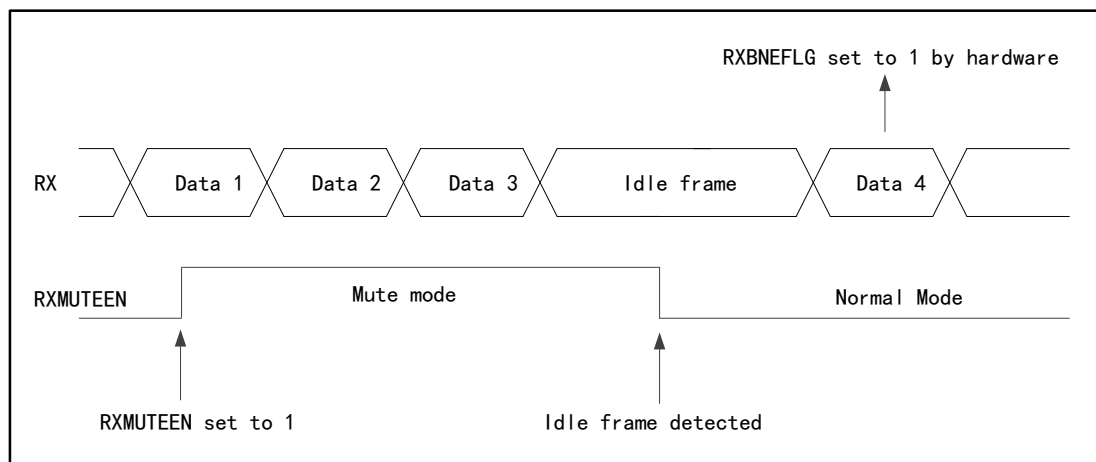 RXBNEFLG set to 1 by hardware
RX Data 1 Data 2 Data 3 Idle frame Data 4
RXMUTEEN Mute mode Normal Mode
RXMUTEEN set to 1 Idle frame detected